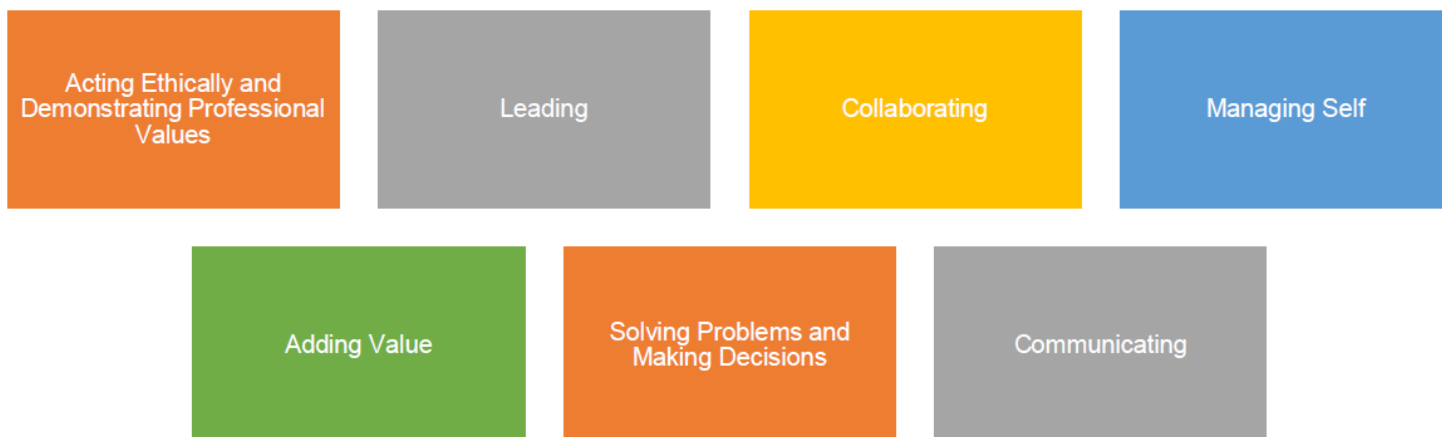 Acting Ethically and
Demonstrating Professional
Values
Leading
Collaborating
Managing Self
Adding Value
Solving Problems and
Making Decisions
Communicating